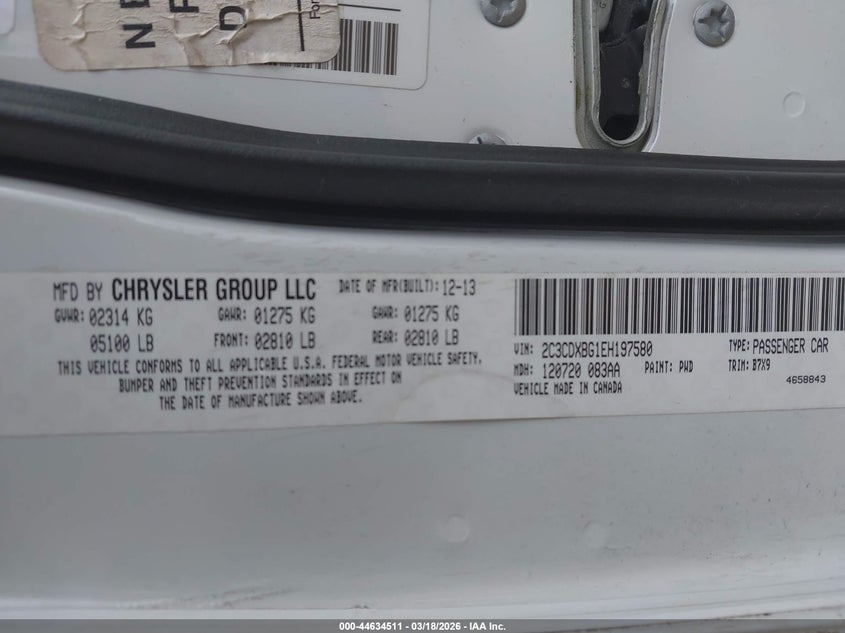 NE
F
D
For
MFD BY CHRYSLER GROUP LLC
DATE OF MFR(BUILT): 12-13
GVWR: 02314 KG
GAWR: 01275 KG
GAWR: 01275 KG
05100 LB
FRONT: 02810 LB
REAR: 02810 LB
THIS VEHICLE CONFORMS TO ALL APPLICABLE U.S.A. FEDERAL MOTOR VEHICLE SAFETY,
BUMPER AND THEFT PREVENTION STANDARDS IN EFFECT ON
THE DATE OF MANUFACTURE SHOWN ABOVE.
VIN: 2C3CDXBG1EH197580
TYPE: PASSENGER CAR
MDH: 120720 083AA
PAINT: PWD
TRIM: B7X9
VEHICLE MADE IN CANADA
4658843
000-44634511 — 03/18/2026 — IAA Inc.